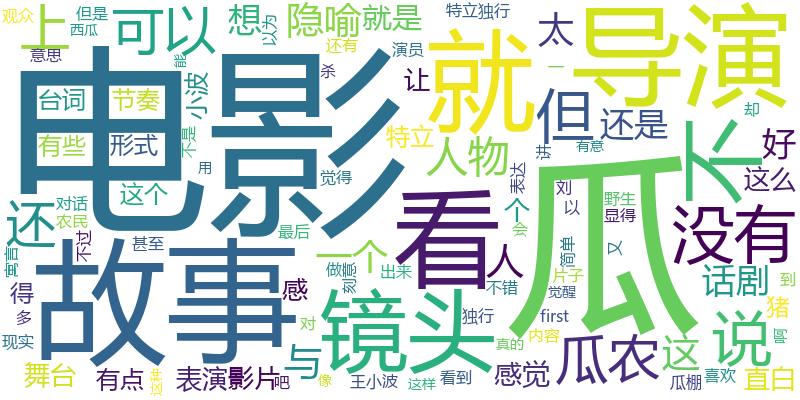 观众
但是
西瓜
意思
上
可以
能
想
以为
隐喻
就是
特立独行
还有
演员
杀
让
太
一
导演
电影
就
但
还是
不
却
好
这么
台词
节奏
小波
有些
形式
不是
用
这个
觉得
特立
人物
讲
有意
表达
还
对话
农民
不过
寓言
甚至
最后
看
瓜
个
会
刘
以
野生
显得
又
没有
故事
一个
做
刻意
出来
人
不错
简单
片子
觉醒
话剧
到
猪
得
多
感
镜头
对
独行
first
内容
真的
说
现实
与
瓜农
这
舞台
有点
这种
表演
影片
吧
像
王小波
这样
看到
感觉
瓜棚
喜欢
直白